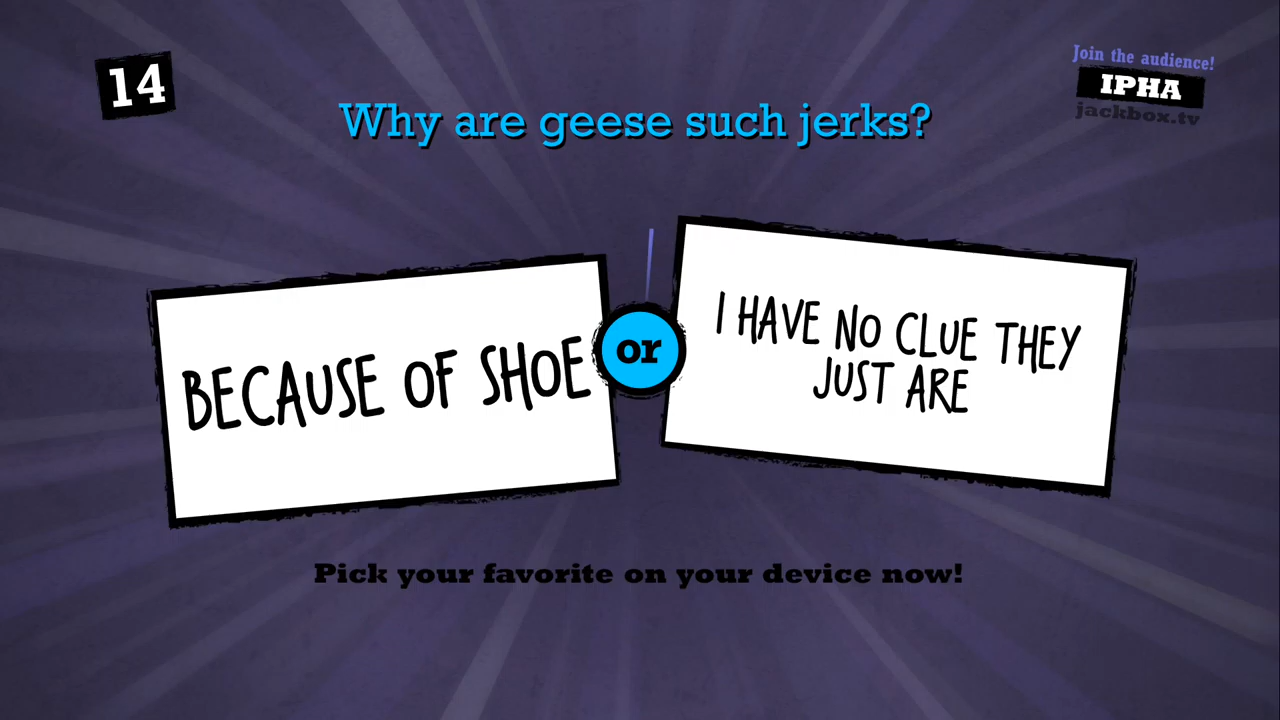 14
Join the audience!
IPHA
jackbox.tv
Why are geese such jerks?
BECAUSE OF SHOE
or
I HAVE NO CLUE THEY
JUST ARE
Pick your favorite on your device now!